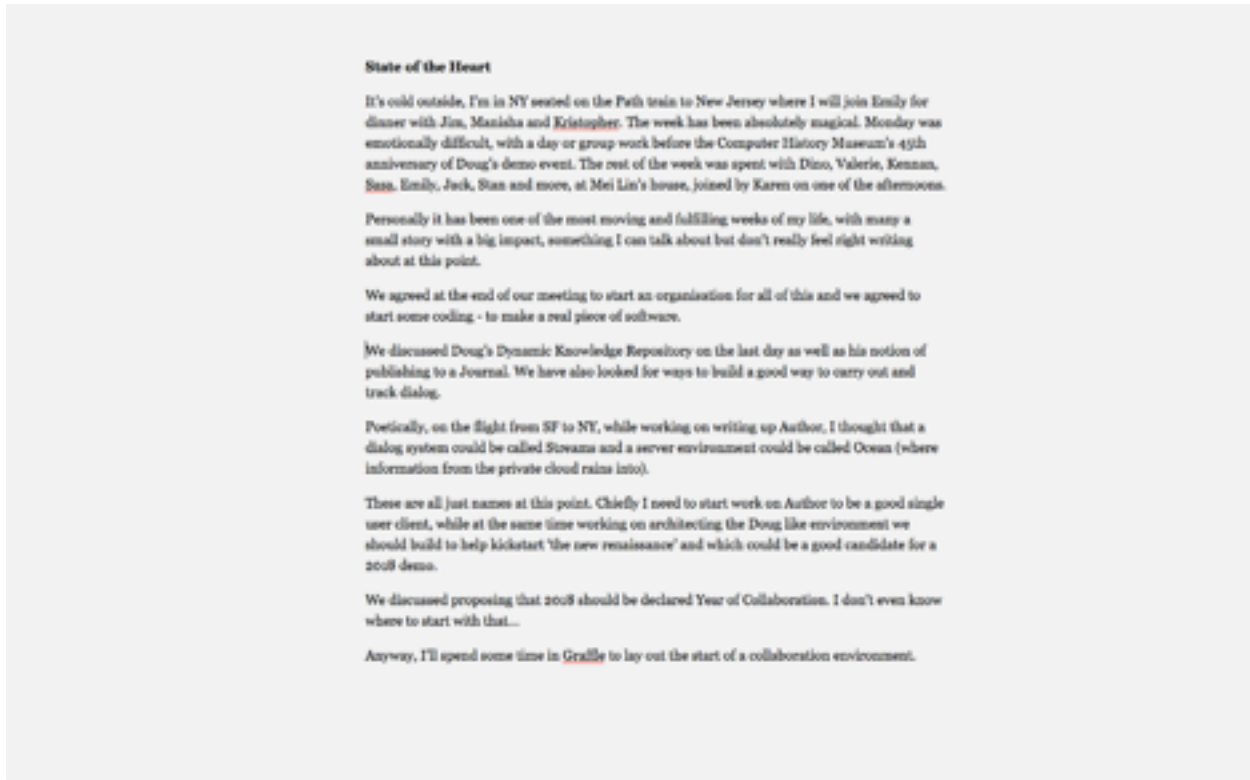 State of the Heart
It's cold outside, I'm in NY seated on the Path train to New Jersey where I will join Emily for
dinner with Jim, Manisha and Kristopher. The week has been absolutely magical. Monday was
emotionally difficult, with a day or group work before the Computer History Museum's 45th
anniversary of Doug's demo event. The rest of the week was spent with Dino, Valerie, Kennan,
Sasa, Emily, Jack, Stan and more, at Mei Lin's house, joined by Karen on one of the afternoons.
Personally it has been one of the most moving and fulfilling weeks of my life, with many a
small story with a big impact, something I can talk about but don't really feel right writing
about at this point.
We agreed at the end of our meeting to start an organisation for all of this and we agreed to
start some coding - to make a real piece of software.
We discussed Doug's Dynamic Knowledge Repository on the last day as well as his notion of
publishing to a Journal. We have also looked for ways to build a good way to carry out and
track dialog.
Poetically, on the flight from SF to NY, while working on writing up Author, I thought that a
dialog system could be called Streams and a server environment could be called Ocean (where
information from the private cloud rains into).
These are all just names at this point. Chiefly I need to start work on Author to be a good single
user client, while at the same time working on architecting the Doug like environment we
should build to help kickstart 'the new renaissance' and which could be a good candidate for a
2018 demo.
We discussed proposing that 2018 should be declared Year of Collaboration. I don't even know
where to start with that...
Anyway, I'll spend some time in Graffle to lay out the start of a collaboration environment.